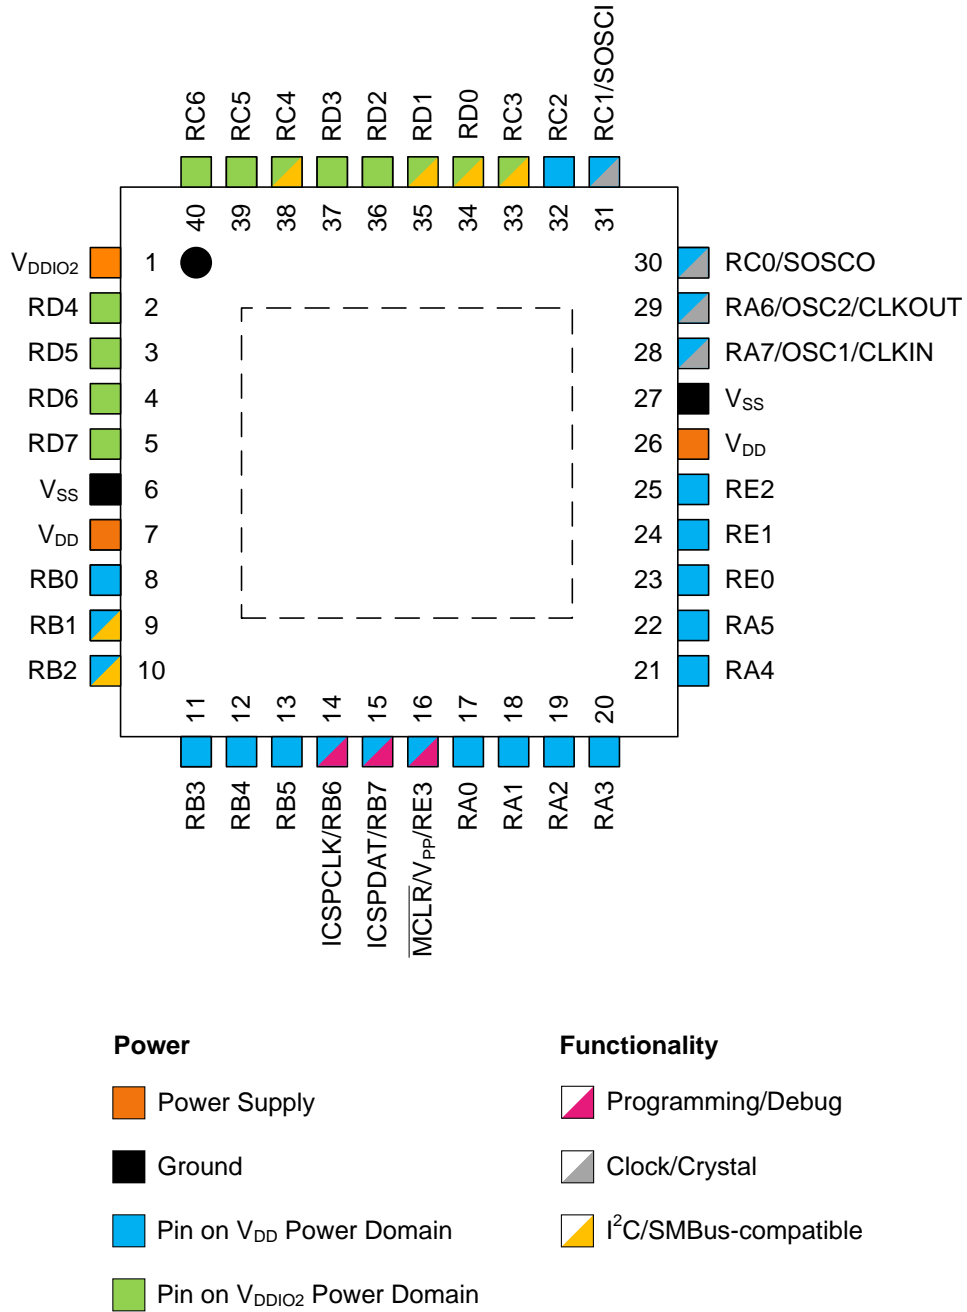 RC6
RC5
RC4
RD3
RD2
RD1
RD0
RC3
RC2
RC1/SOSCI
40
39
38
37
36
35
34
33
32
31
VDDIO2 1
RD4 2
RD5 3
RD6 4
RD7 5
VSS 6
VDD 7
RB0 8
RB1 9
RB2 10
30 RC0/SOSCO
29 RA6/OSC2/CLKOUT
28 RA7/OSC1/CLKIN
27 VSS
26 VDD
25 RE2
24 RE1
23 RE0
22 RA5
21 RA4
11
12
13
14
15
16
17
18
19
20
RB3
RB4
RB5
ICSPCLK/RB6
ICSPDAT/RB7
MCLR/VPP/RE3
RA0
RA1
RA2
RA3
Power
Power Supply
Ground
Pin on VDD Power Domain
Pin on VDDIO2 Power Domain
Functionality
Programming/Debug
Clock/Crystal
I²C/SMBus-compatible